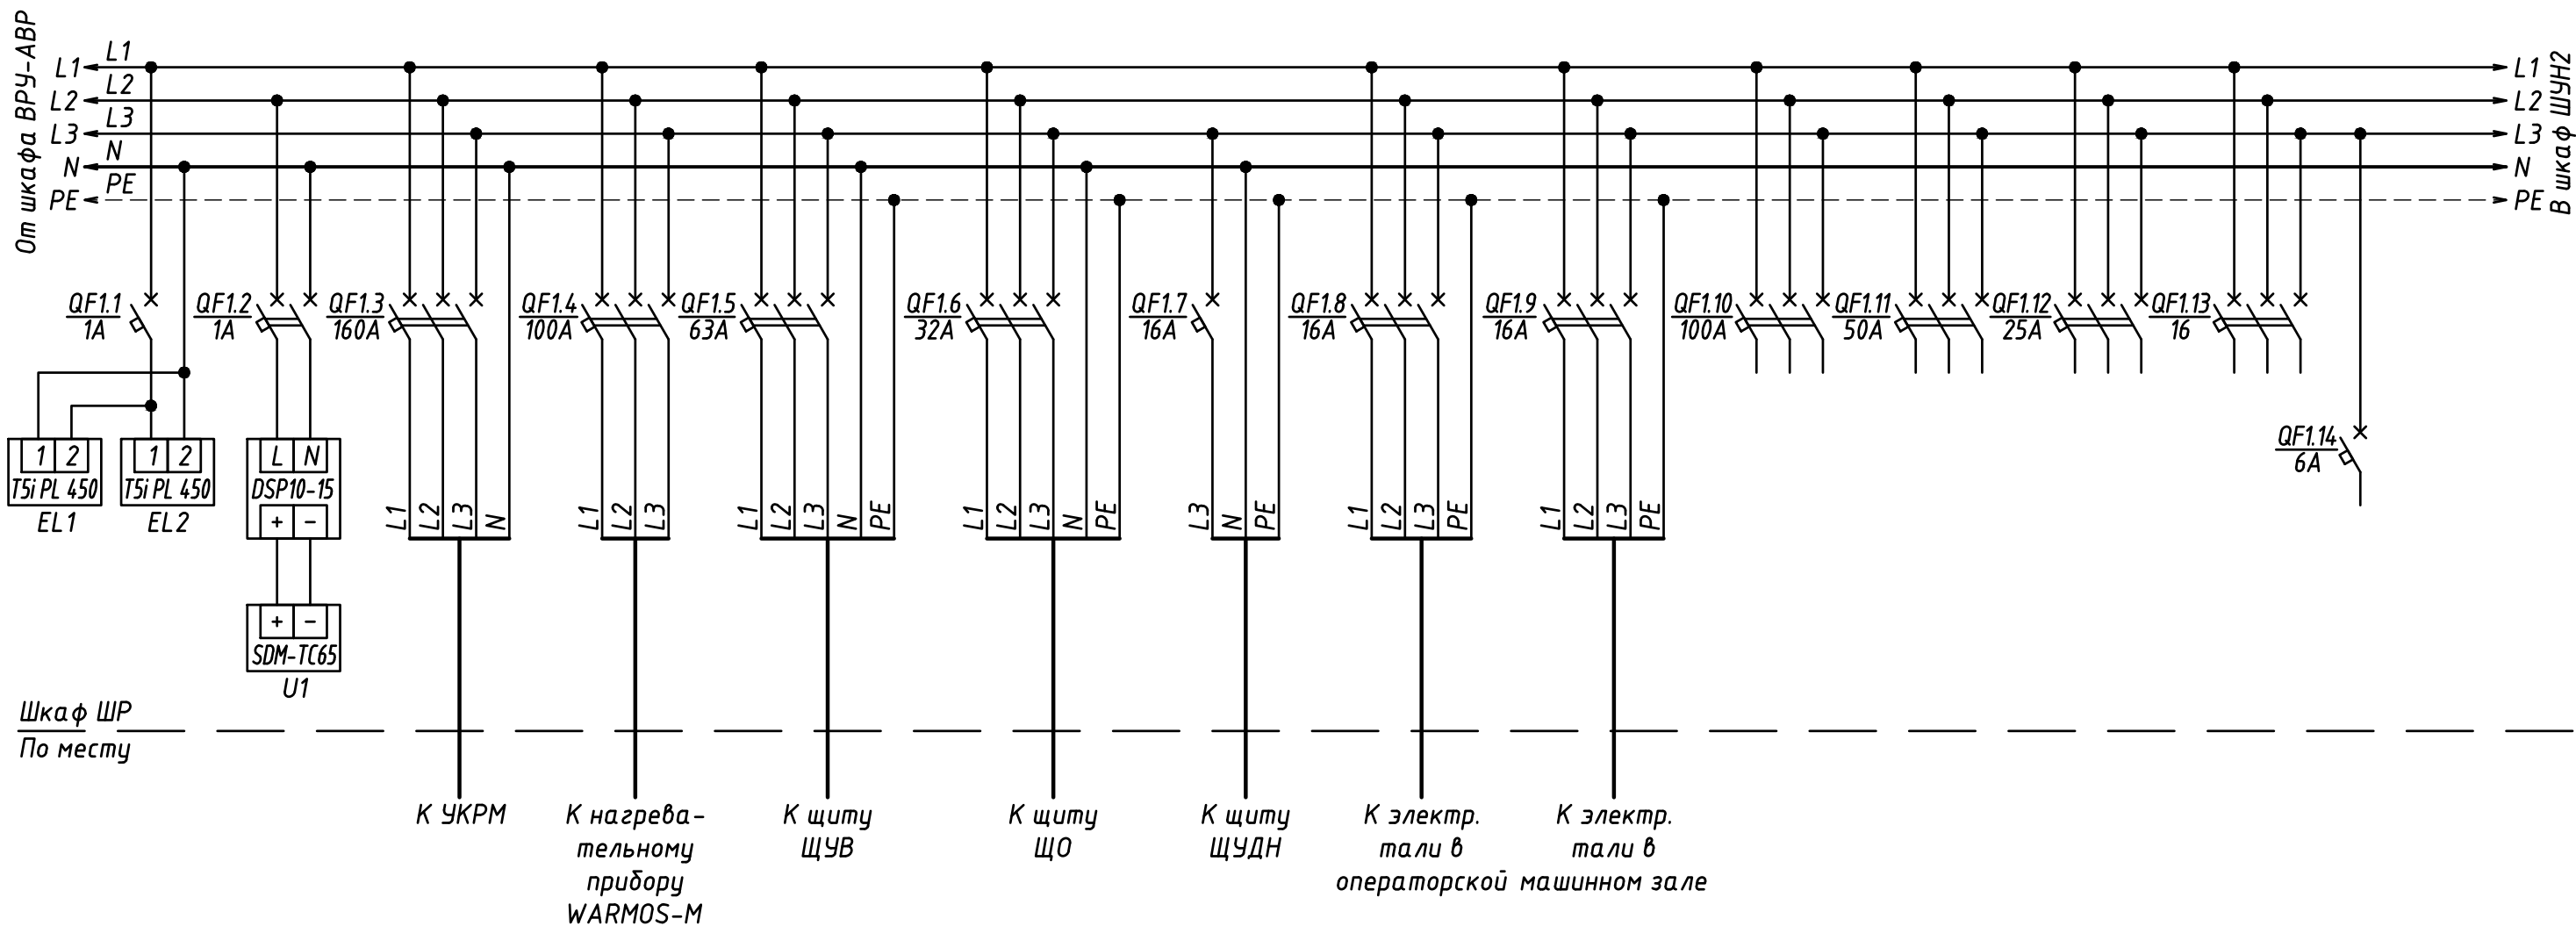 От шкафа ВРУ-АВР
L1
L1
L2
L2
L3
L3
N
N
PE
PE
L1
L2
L3
N
PE
В шкаф ШУН2
QF1.1
1А
QF1.2
1А
QF1.3
160А
QF1.4
100А
QF1.5
63А
QF1.6
32А
QF1.7
16А
QF1.8
16А
QF1.9
16А
QF1.10
100А
QF1.11
50А
QF1.12
25А
QF1.13
16
QF1.14
6А
1 2
T5i PL 450
EL1
1 2
T5i PL 450
EL2
L N
DSP10-15
+ -
+ -
SDM-TC65
U1
L1 L2 L3 N
L1 L2 L3
L1 L2 L3 N PE
L1 L2 L3 N PE
L3 N PE
L1 L2 L3 PE
L1 L2 L3 PE
Шкаф ШР
По месту
К УКРМ
К нагрева-
тельному
прибору
WARMOS-M
К щиту
ЩУВ
К щиту
ЩО
К щиту
ЩУДН
К электр.
тали в
операторской
К электр.
тали в
машинном зале